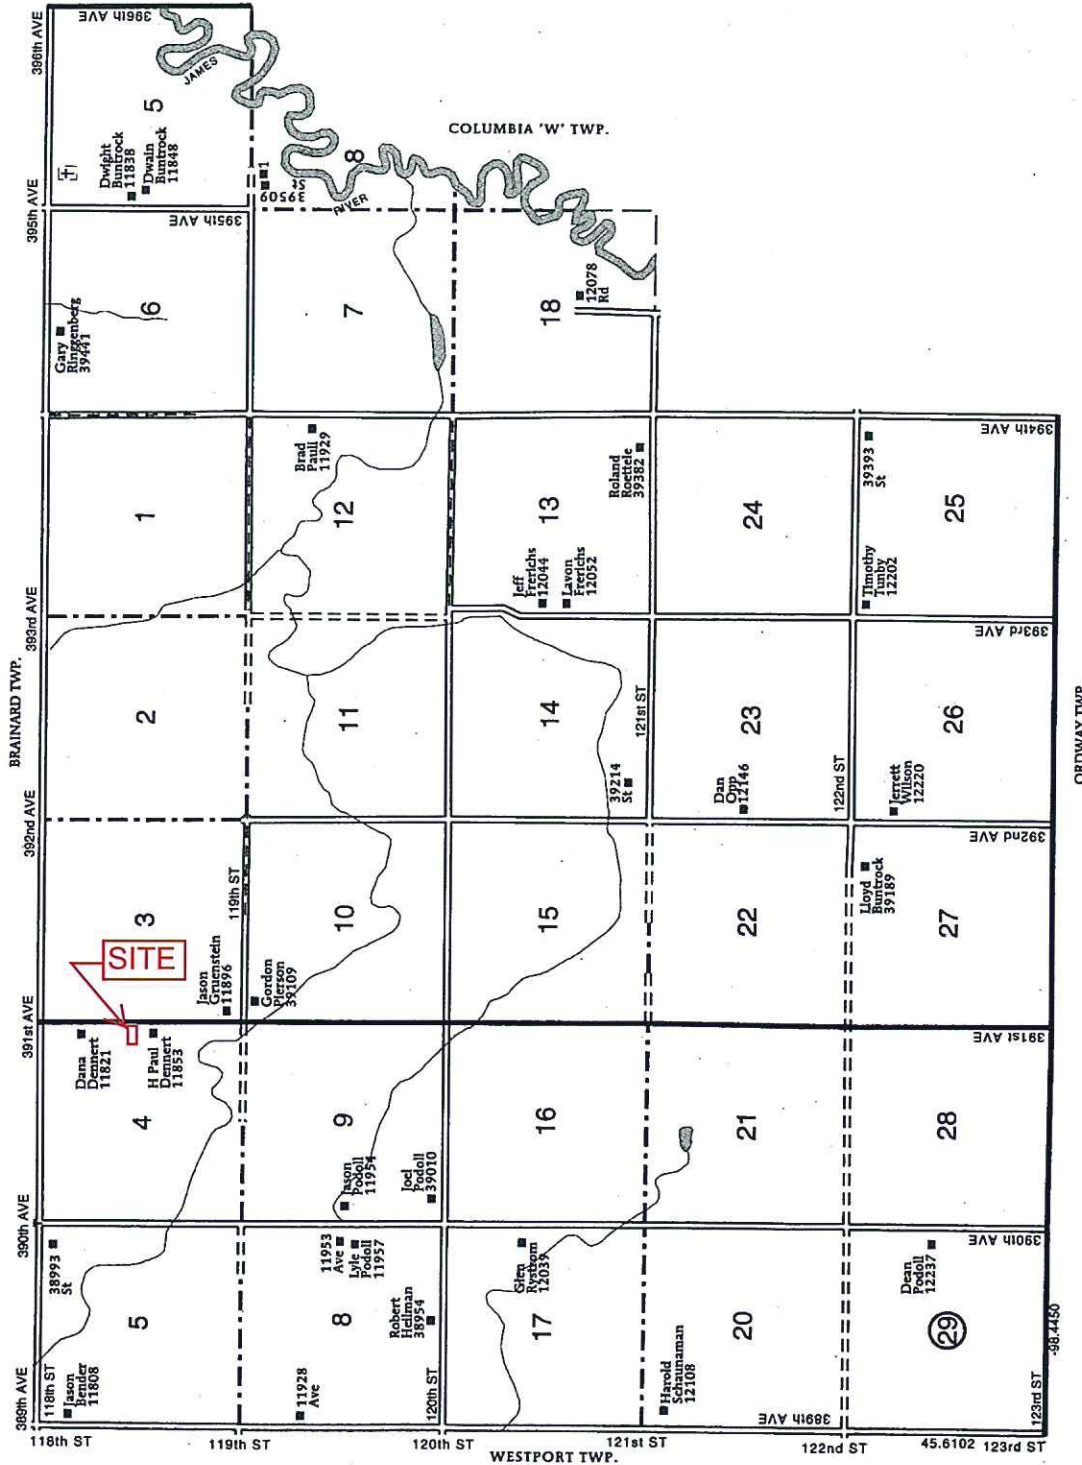 BRAINARD TWP.
389th AVE
390th AVE
391st AVE
392nd AVE
393rd AVE
395th AVE
396th AVE
118th ST
118th ST
Jason
Bender
11808
5
38993
St
4
Dana
Dennert
11821
H Paul
Dennert
11853
SITE
3
Jason
Gruenstein
11896
119th ST
2
1
6
Gary
Ringgenberg
39441
395th AVE
5
Dwight
Buntrock
11838
Dwain
Buntrock
11848
396th AVE
JAMES
RIVER
COLUMBIA 'W' TWP.
119th ST
11928
Ave
8
11953
Ave
Lyle
Podoll
11957
Robert
Heilman
38954
120th ST
9
Jason
Podoll
11954
Joel
Podoll
39010
Gordon
Pierson
39109
10
11
12
Brad
Pauli
11929
7
8
39509
St
1
120th ST
WESTPORT TWP.
17
Glen
Rystrom
12039
16
15
14
39214
St
121st ST
13
Jeff
Frerichs
12044
Lavon
Frerichs
12052
Roland
Roettele
39382
18
12078
Rd
121st ST
Harold
Schaunaman
12108
20
389th AVE
21
22
23
Dan
Opp
12146
122nd ST
24
122nd ST
29
Dean
Podoll
12237
390th AVE
28
391st AVE
27
Lloyd
Buntrock
39189
392nd AVE
26
Jerrett
Wilson
12220
393rd AVE
25
Timothy
Tunby
12202
39393
St
394th AVE
123rd ST
123rd ST
45.6102
-98.4450
ORDWAY TWP.